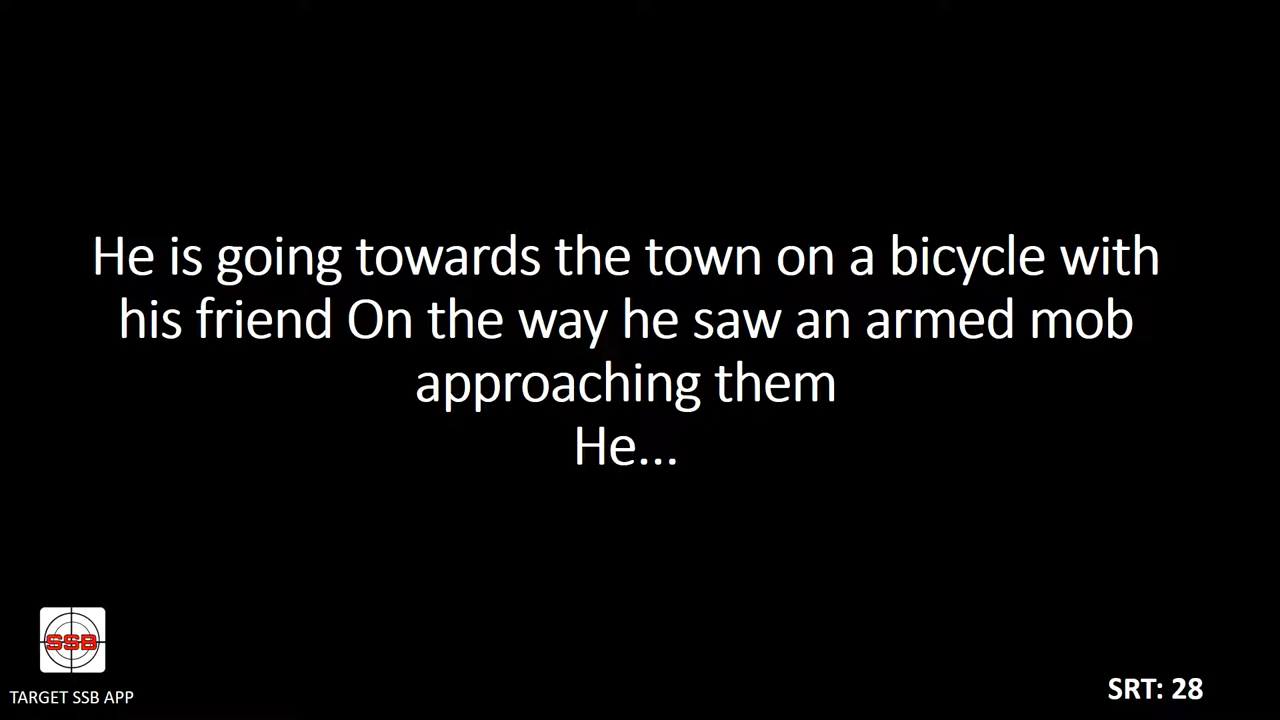 He is going towards the town on a bicycle with
his friend On the way he saw an armed mob
approaching them
He...
SSB
TARGET SSB APP
SRT: 28